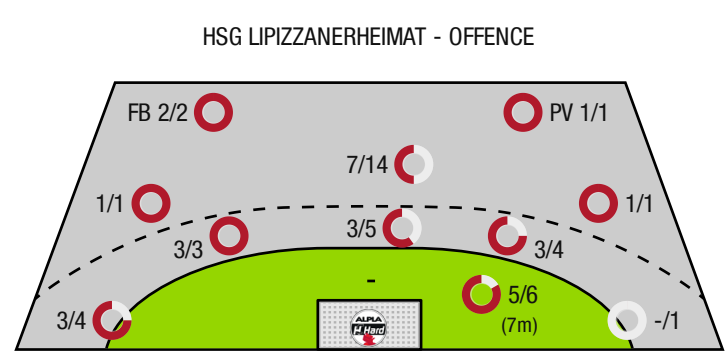 HSG LIPIZZANERHEIMAT - OFFENCE
FB 2/2
PV 1/1
7/14
1/1
1/1
3/3
3/5
3/4
-
5/6
(7m)
3/4
-/1
ALPLA
Hard